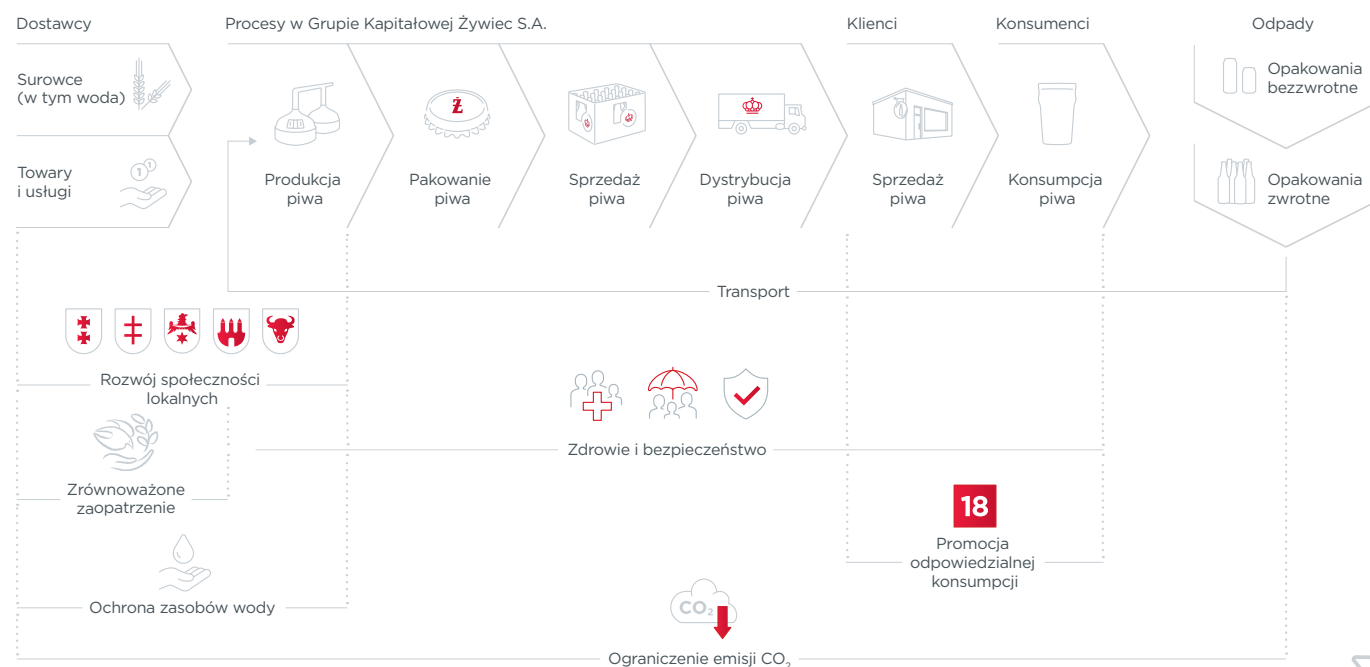 Dostawcy
Procesy w Grupie Kapitałowej Żywiec S.A.
Klienci
Konsumenci
Odpady
Surowce
(w tym woda)
Towary
i usługi
1
1
Ż
Produkcja
piwa
Pakowanie
piwa
Sprzedaż
piwa
Dystrybucja
piwa
Sprzedaż
piwa
Konsumpcja
piwa
Opakowania
bezzwrotne
Opakowania
zwrotne
Transport
Rozwój społeczności
lokalnych
Zdrowie i bezpieczeństwo
Zrównoważone
zaopatrzenie
18
Promocja
odpowiedzialnej
konsumpcji
Ochrona zasobów wody
CO₂
Ograniczenie emisji CO₂